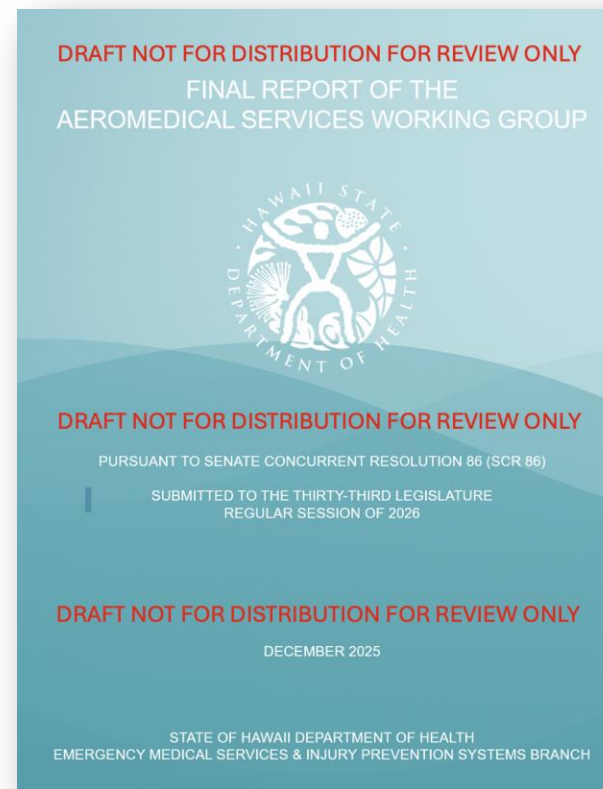 DRAFT NOT FOR DISTRIBUTION FOR REVIEW ONLY
FINAL REPORT OF THE
AEROMEDICAL SERVICES WORKING GROUP
HAWAII STATE
DEPARTMENT OF HEALTH
DRAFT NOT FOR DISTRIBUTION FOR REVIEW ONLY
PURSUANT TO SENATE CONCURRENT RESOLUTION 86 (SCR 86)
SUBMITTED TO THE THIRTY-THIRD LEGISLATURE
REGULAR SESSION OF 2026
DRAFT NOT FOR DISTRIBUTION FOR REVIEW ONLY
DECEMBER 2025
STATE OF HAWAII DEPARTMENT OF HEALTH
EMERGENCY MEDICAL SERVICES & INJURY PREVENTION SYSTEMS BRANCH